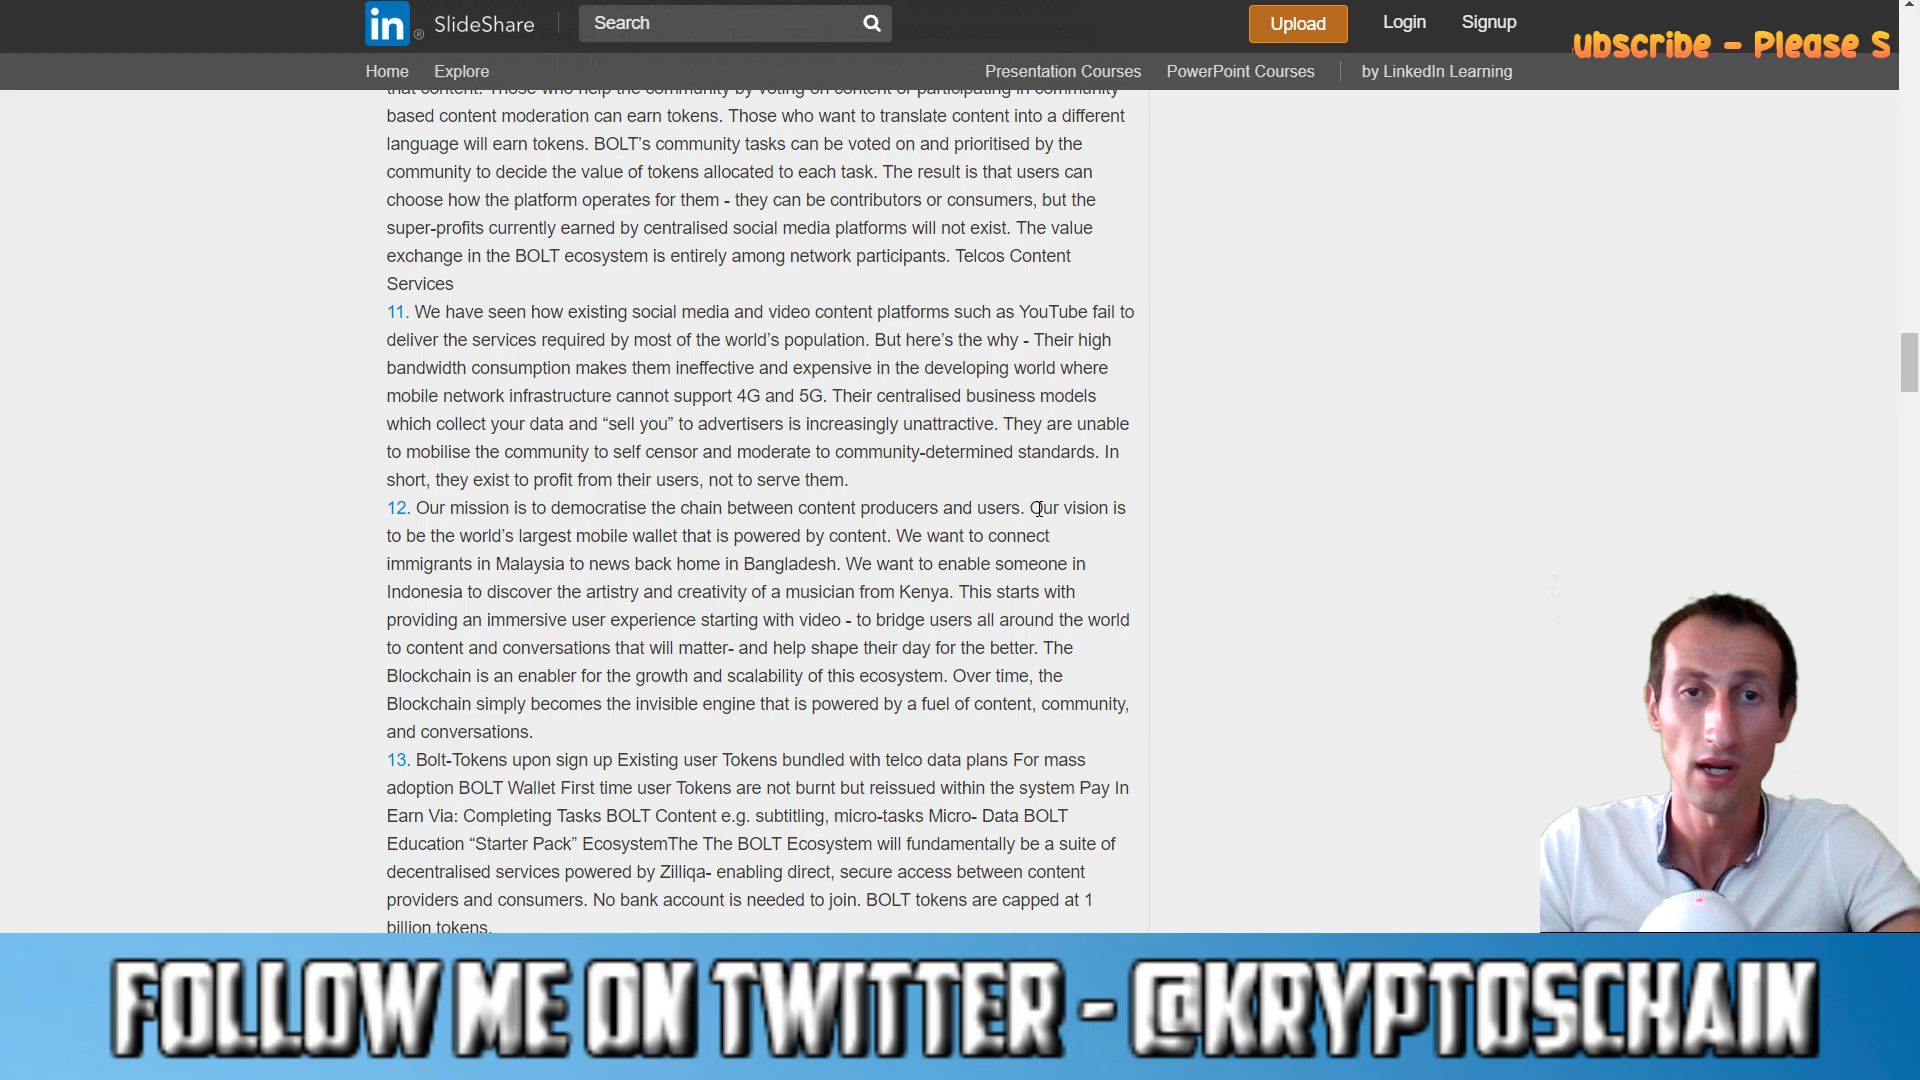 in SlideShare
Search
Upload
Login
Signup
ubscribe - Please S
Home
Explore
Presentation Courses
PowerPoint Courses
by LinkedIn Learning
that content. Those who help the community by voting on content or participating in community
based content moderation can earn tokens. Those who want to translate content into a different
language will earn tokens. BOLT’s community tasks can be voted on and prioritised by the
community to decide the value of tokens allocated to each task. The result is that users can
choose how the platform operates for them - they can be contributors or consumers, but the
super-profits currently earned by centralised social media platforms will not exist. The value
exchange in the BOLT ecosystem is entirely among network participants. Telcos Content
Services
11. We have seen how existing social media and video content platforms such as YouTube fail to
deliver the services required by most of the world’s population. But here’s the why - Their high
bandwidth consumption makes them ineffective and expensive in the developing world where
mobile network infrastructure cannot support 4G and 5G. Their centralised business models
which collect your data and “sell you” to advertisers is increasingly unattractive. They are unable
to mobilise the community to self censor and moderate to community-determined standards. In
short, they exist to profit from their users, not to serve them.
12. Our mission is to democratise the chain between content producers and users. Our vision is
to be the world’s largest mobile wallet that is powered by content. We want to connect
immigrants in Malaysia to news back home in Bangladesh. We want to enable someone in
Indonesia to discover the artistry and creativity of a musician from Kenya. This starts with
providing an immersive user experience starting with video - to bridge users all around the world
to content and conversations that will matter- and help shape their day for the better. The
Blockchain is an enabler for the growth and scalability of this ecosystem. Over time, the
Blockchain simply becomes the invisible engine that is powered by a fuel of content, community,
and conversations.
13. Bolt-Tokens upon sign up Existing user Tokens bundled with telco data plans For mass
adoption BOLT Wallet First time user Tokens are not burnt but reissued within the system Pay In
Earn Via: Completing Tasks BOLT Content e.g. subtitling, micro-tasks Micro- Data BOLT
Education “Starter Pack” EcosystemThe The BOLT Ecosystem will fundamentally be a suite of
decentralised services powered by Zilliqa- enabling direct, secure access between content
providers and consumers. No bank account is needed to join. BOLT tokens are capped at 1
billion tokens.
FOLLOW ME ON TWITTER - @KRYPTOSCHAIN